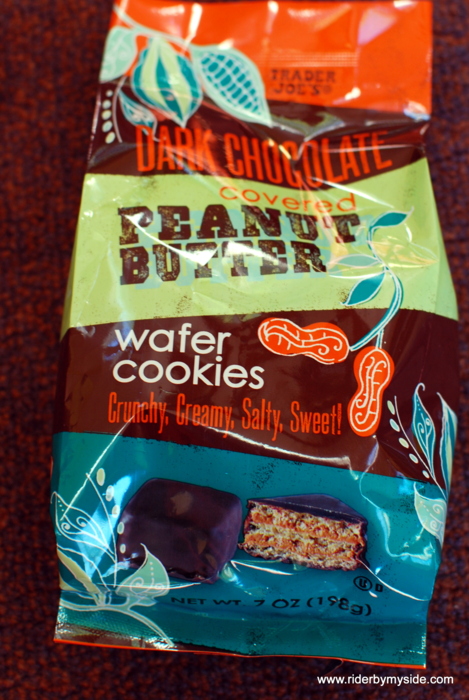 TRADER
JOE'S®
DARK CHOCOLATE
covered
PEANUT
BUTTER
wafer
cookies
Crunchy, Creamy, Salty, Sweet!
U D
NET WT. 7 OZ (198g)
www.riderbymyside.com